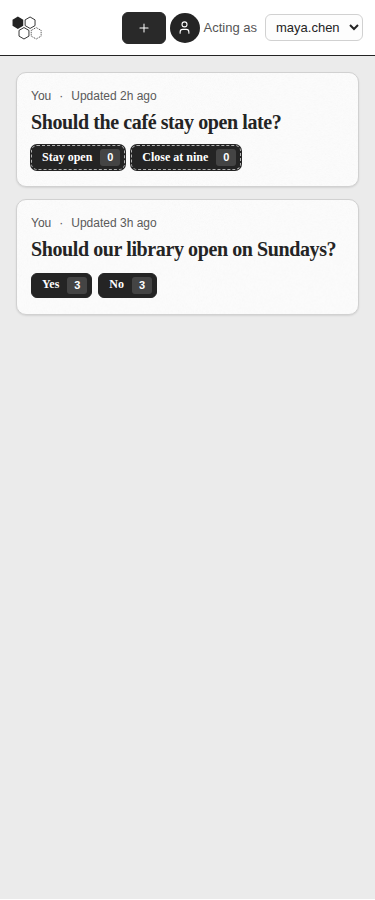 + Acting as maya.chen
You · Updated 2h ago
Should the café stay open late?
Stay open 0 Close at nine 0
You · Updated 3h ago
Should our library open on Sundays?
Yes 3 No 3